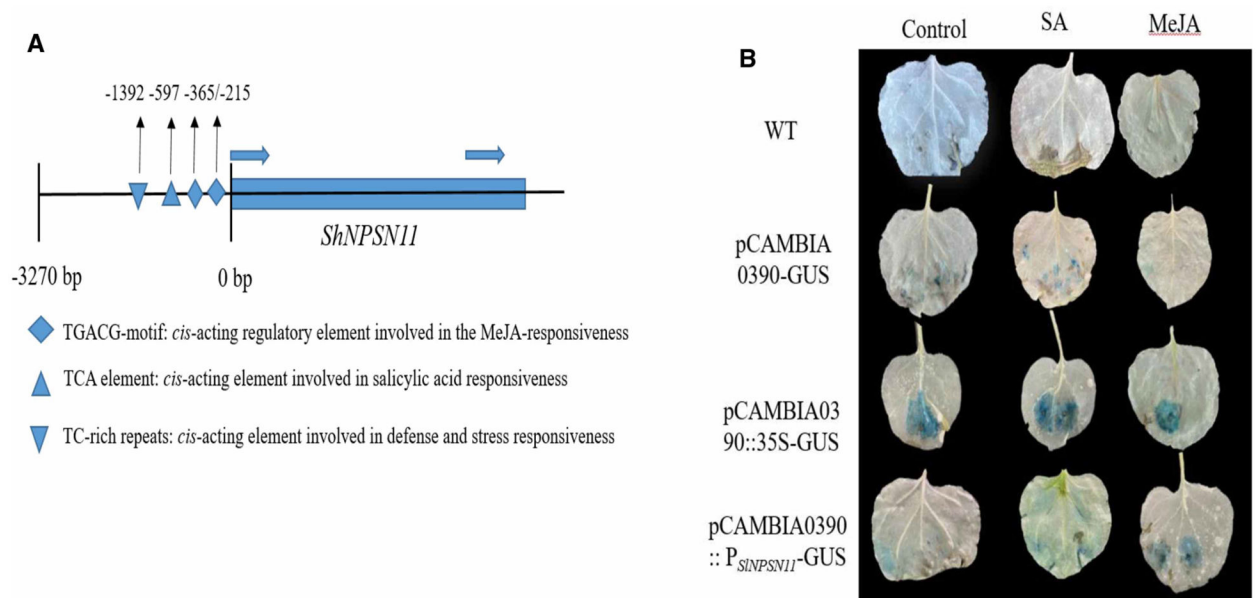 A
-1392 -597 -365/-215
ShNPSN11
-3270 bp
0 bp
TGACG-motif: cis-acting regulatory element involved in the MeJA-responsiveness
TCA element: cis-acting element involved in salicylic acid responsiveness
TC-rich repeats: cis-acting element involved in defense and stress responsiveness
B
Control
SA
MeJA
WT
pCAMBIA
0390-GUS
pCAMBIA03
90::35S-GUS
pCAMBIA0390
:: PSlNPSN11-GUS